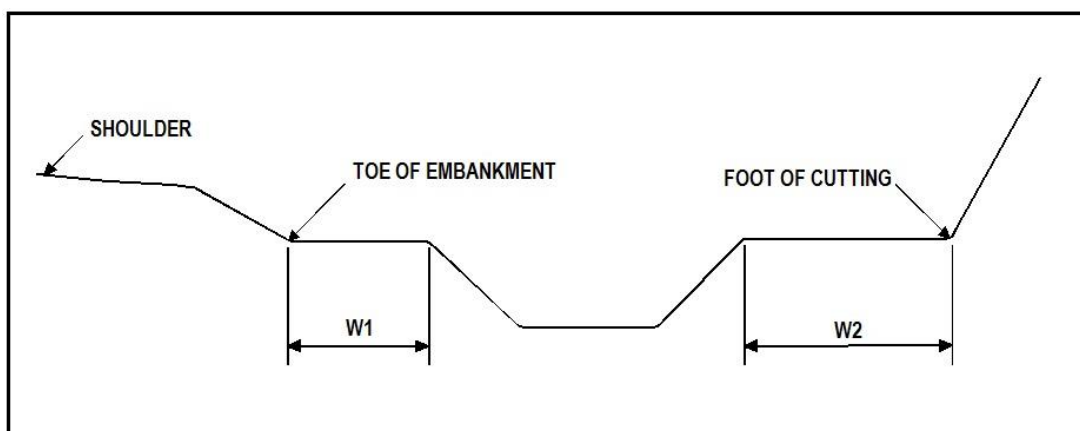 SHOULDER
TOE OF EMBANKMENT
FOOT OF CUTTING
W1
W2